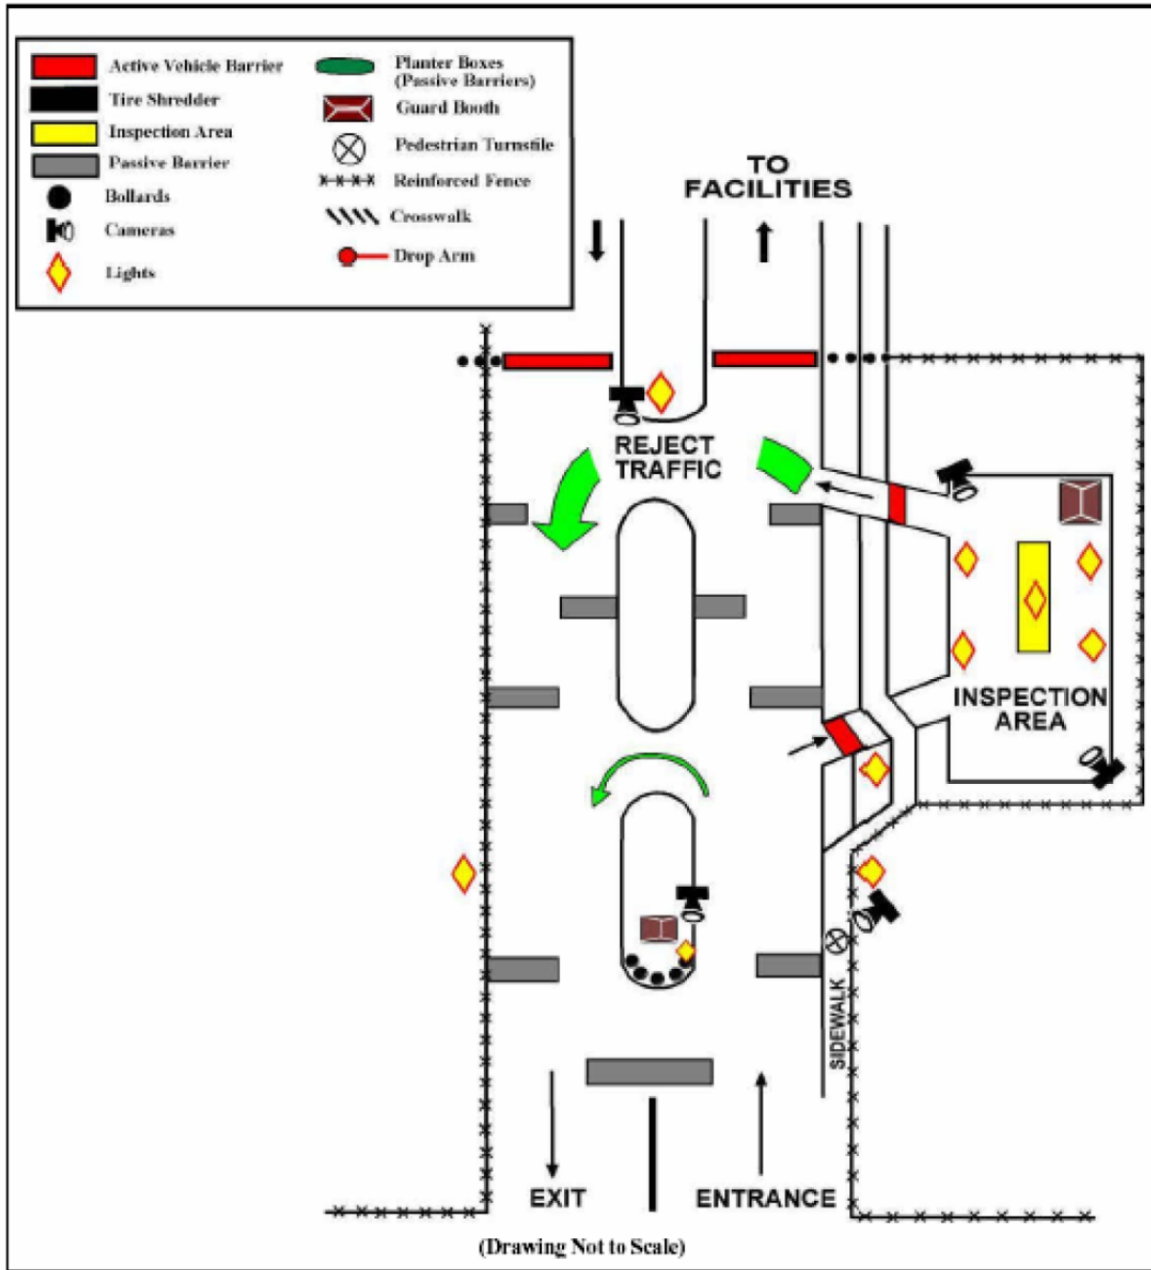 Active Vehicle Barrier
Tire Shredder
Inspection Area
Passive Barrier
Bollards
Cameras
Lights
Planter Boxes
(Passive Barriers)
Guard Booth
Pedestrian Turnstile
Reinforced Fence
Crosswalk
Drop Arm
TO
FACILITIES
REJECT
TRAFFIC
INSPECTION
AREA
SIDEWALK
EXIT
ENTRANCE
(Drawing Not to Scale)